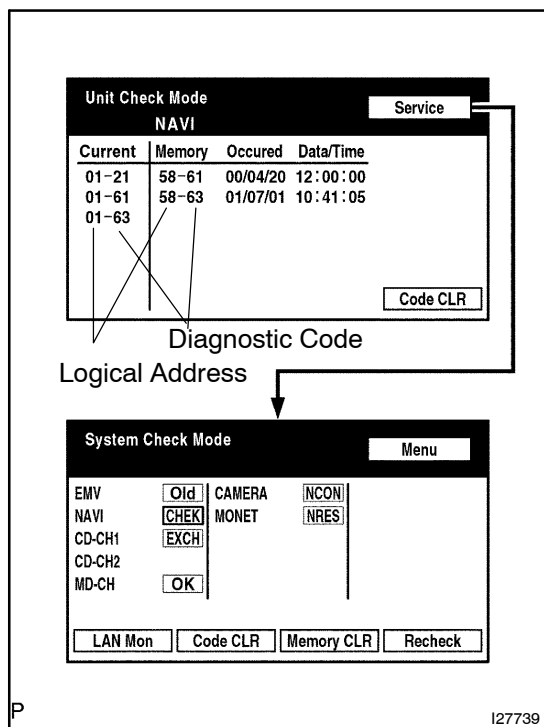 Unit Check Mode
NAVI
Service
Current Memory Occured Data/Time
01-21 58-61 00/04/20 12:00:00
01-61 58-63 01/07/01 10:41:05
01-63
Code CLR
Diagnostic Code
Logical Address
System Check Mode
Menu
EMV Old CAMERA NCON
NAVI CHEK MONET NRES
CD-CH1 EXCH
CD-CH2
MD-CH OK
LAN Mon Code CLR Memory CLR Recheck
P
I27739